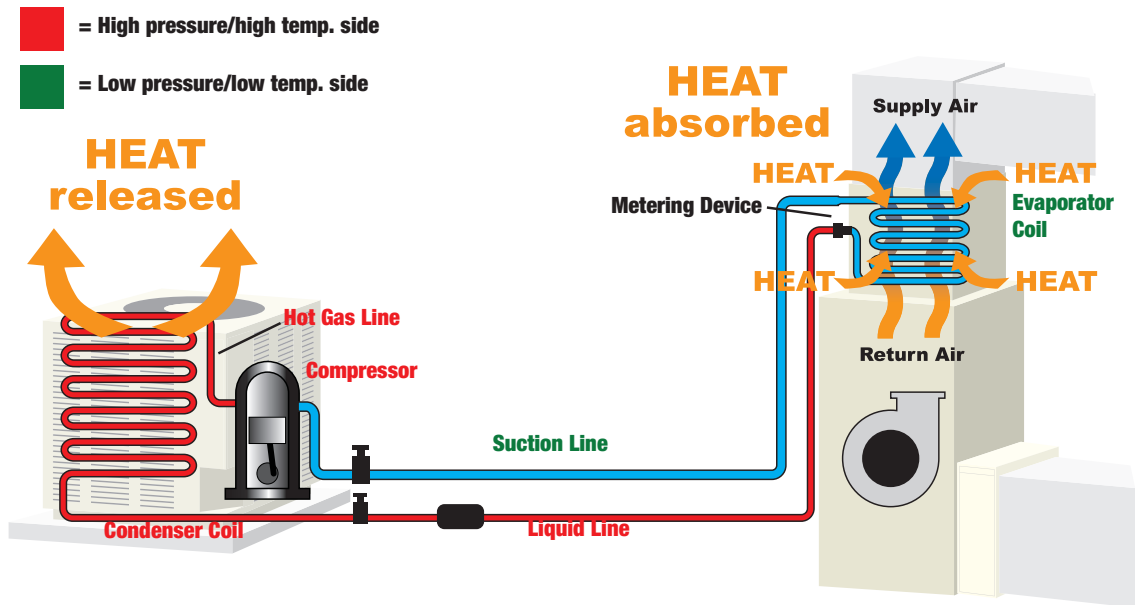 = High pressure/high temp. side
= Low pressure/low temp. side
HEAT
released
HEAT
absorbed
Supply Air
HEAT
HEAT
Metering Device
Evaporator
Coil
HEAT
HEAT
Hot Gas Line
Return Air
Compressor
Suction Line
Condenser Coil
Liquid Line